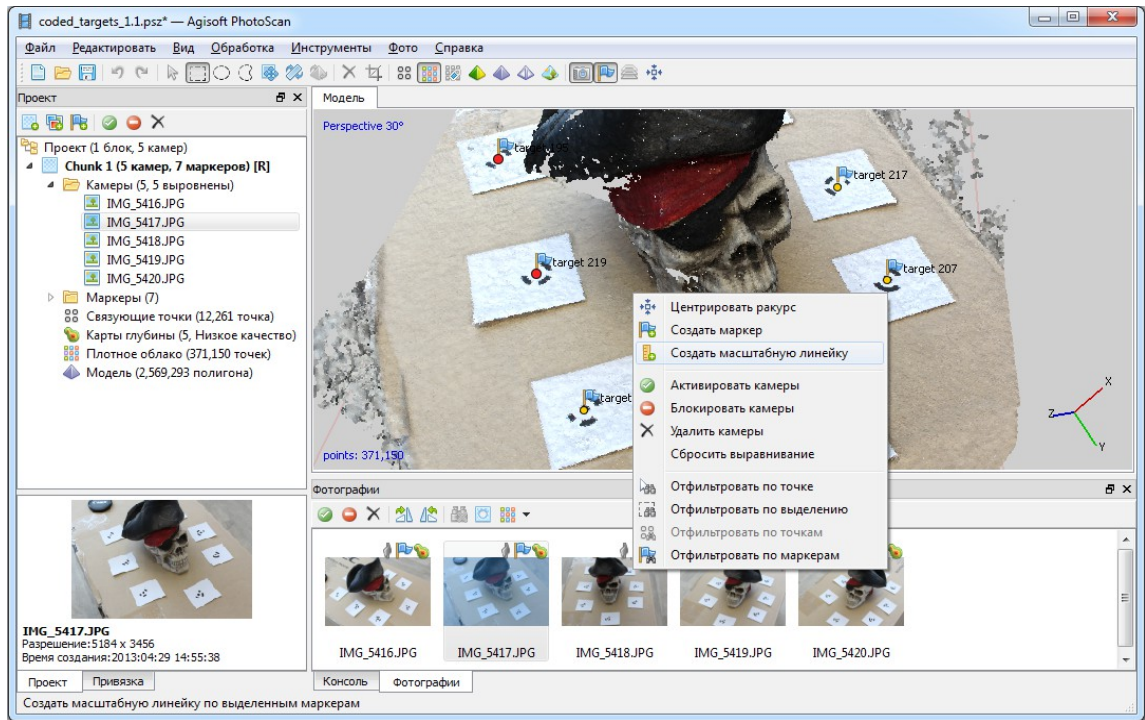 coded_targets_1.1.psz* — Agisoft PhotoScan
Файл Редактировать Вид Обработка Инструменты Фото Справка
Проект
Проект (1 блок, 5 камер)
Chunk 1 (5 камер, 7 маркеров) [R]
Камеры (5, 5 выровнены)
IMG_5416.JPG
IMG_5417.JPG
IMG_5418.JPG
IMG_5419.JPG
IMG_5420.JPG
Маркеры (7)
Связующие точки (12,261 точка)
Карты глубины (5, Низкое качество)
Плотное облако (371,150 точек)
Модель (2,569,293 полигона)
IMG_5417.JPG
Разрешение:5184 x 3456
Время создания:2013:04:29 14:55:38
Проект Привязка
Модель
Perspective 30°
target 217
target 219
target 207
target
points: 371,150
X
Z
Y
Центрировать ракурс
Создать маркер
Создать масштабную линейку
Активировать камеры
Блокировать камеры
Удалить камеры
Сбросить выравнивание
Отфильтровать по точке
Отфильтровать по выделению
Отфильтровать по точкам
Отфильтровать по маркерам
Фотографии
IMG_5416.JPG IMG_5417.JPG IMG_5418.JPG IMG_5419.JPG IMG_5420.JPG
Консоль Фотографии
Создать масштабную линейку по выделенным маркерам